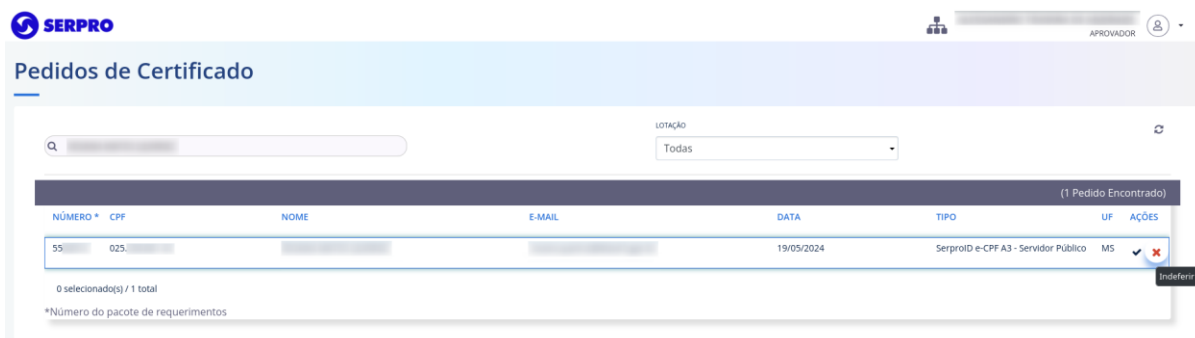 SERPRO
APROVADOR
Pedidos de Certificado
LOTAÇÃO
Todas
(1 Pedido Encontrado)
NÚMERO * CPF NOME E-MAIL DATA TIPO UF AÇÕES
55 025. 19/05/2024 SerproID e-CPF A3 - Servidor Público MS
Indeferir
0 selecionado(s) / 1 total
*Número do pacote de requerimentos